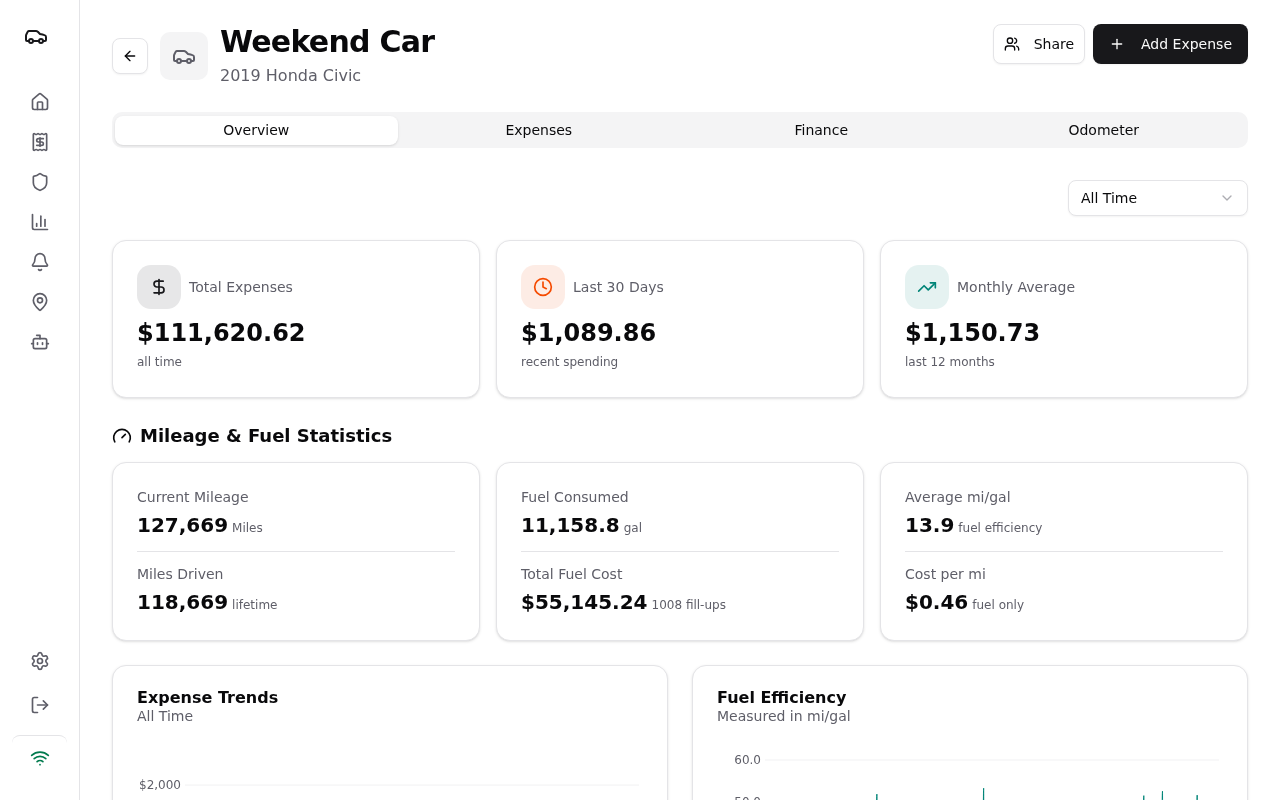 Weekend Car
2019 Honda Civic
Share
Add Expense
Overview
Expenses
Finance
Odometer
All Time
Total Expenses
$111,620.62
all time
Last 30 Days
$1,089.86
recent spending
Monthly Average
$1,150.73
last 12 months
Mileage & Fuel Statistics
Current Mileage
127,669 Miles
Miles Driven
118,669 lifetime
Fuel Consumed
11,158.8 gal
Total Fuel Cost
$55,145.24 1008 fill-ups
Average mi/gal
13.9 fuel efficiency
Cost per mi
$0.46 fuel only
Expense Trends
All Time
$2,000
Fuel Efficiency
Measured in mi/gal
60.0
50.0